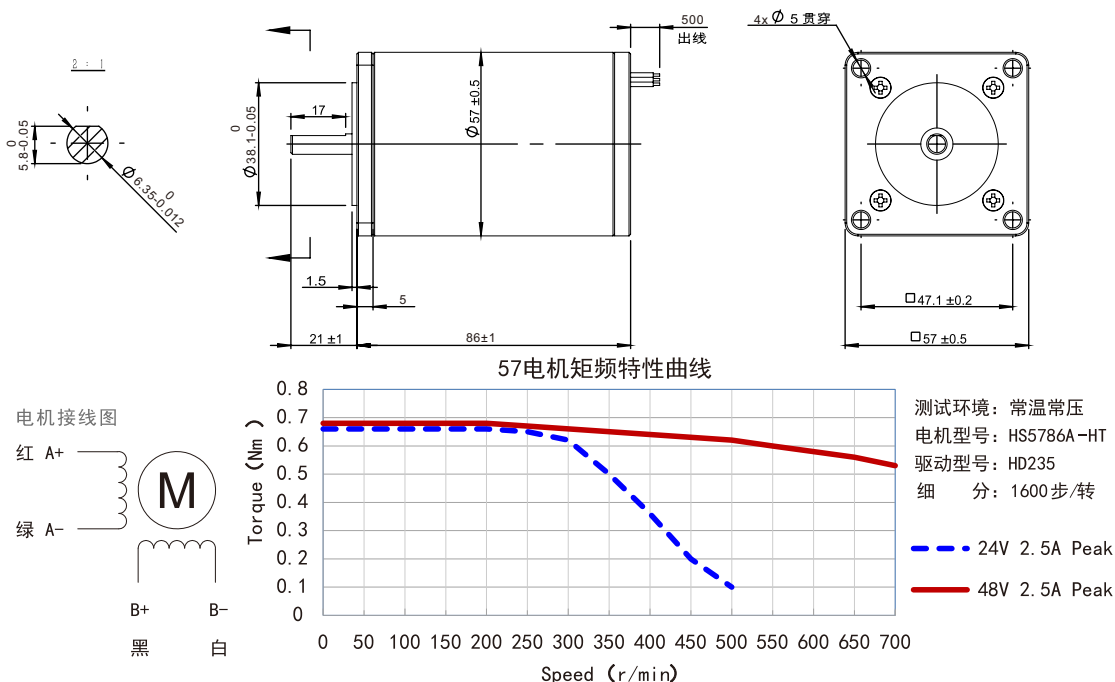 2 : 1
0
5.8-0.05
0
Ø6.35-0.012
17
0
Ø38.1-0.05
Ø57±0.5
500
出线
1.5
5
21±1
86±1
4xØ5贯穿
□47.1±0.2
□57±0.5
电机接线图
红 A+
绿 A-
M
B+ B-
黑 白
57电机矩频特性曲线
Torque（Nm）
0.8
0.7
0.6
0.5
0.4
0.3
0.2
0.1
0
0 50 100 150 200 250 300 350 400 450 500 550 600 650 700
Speed（r/min）
测试环境：常温常压
电机型号：HS5786A-HT
驱动型号：HD235
细 分：1600步/转
24V 2.5A Peak
48V 2.5A Peak